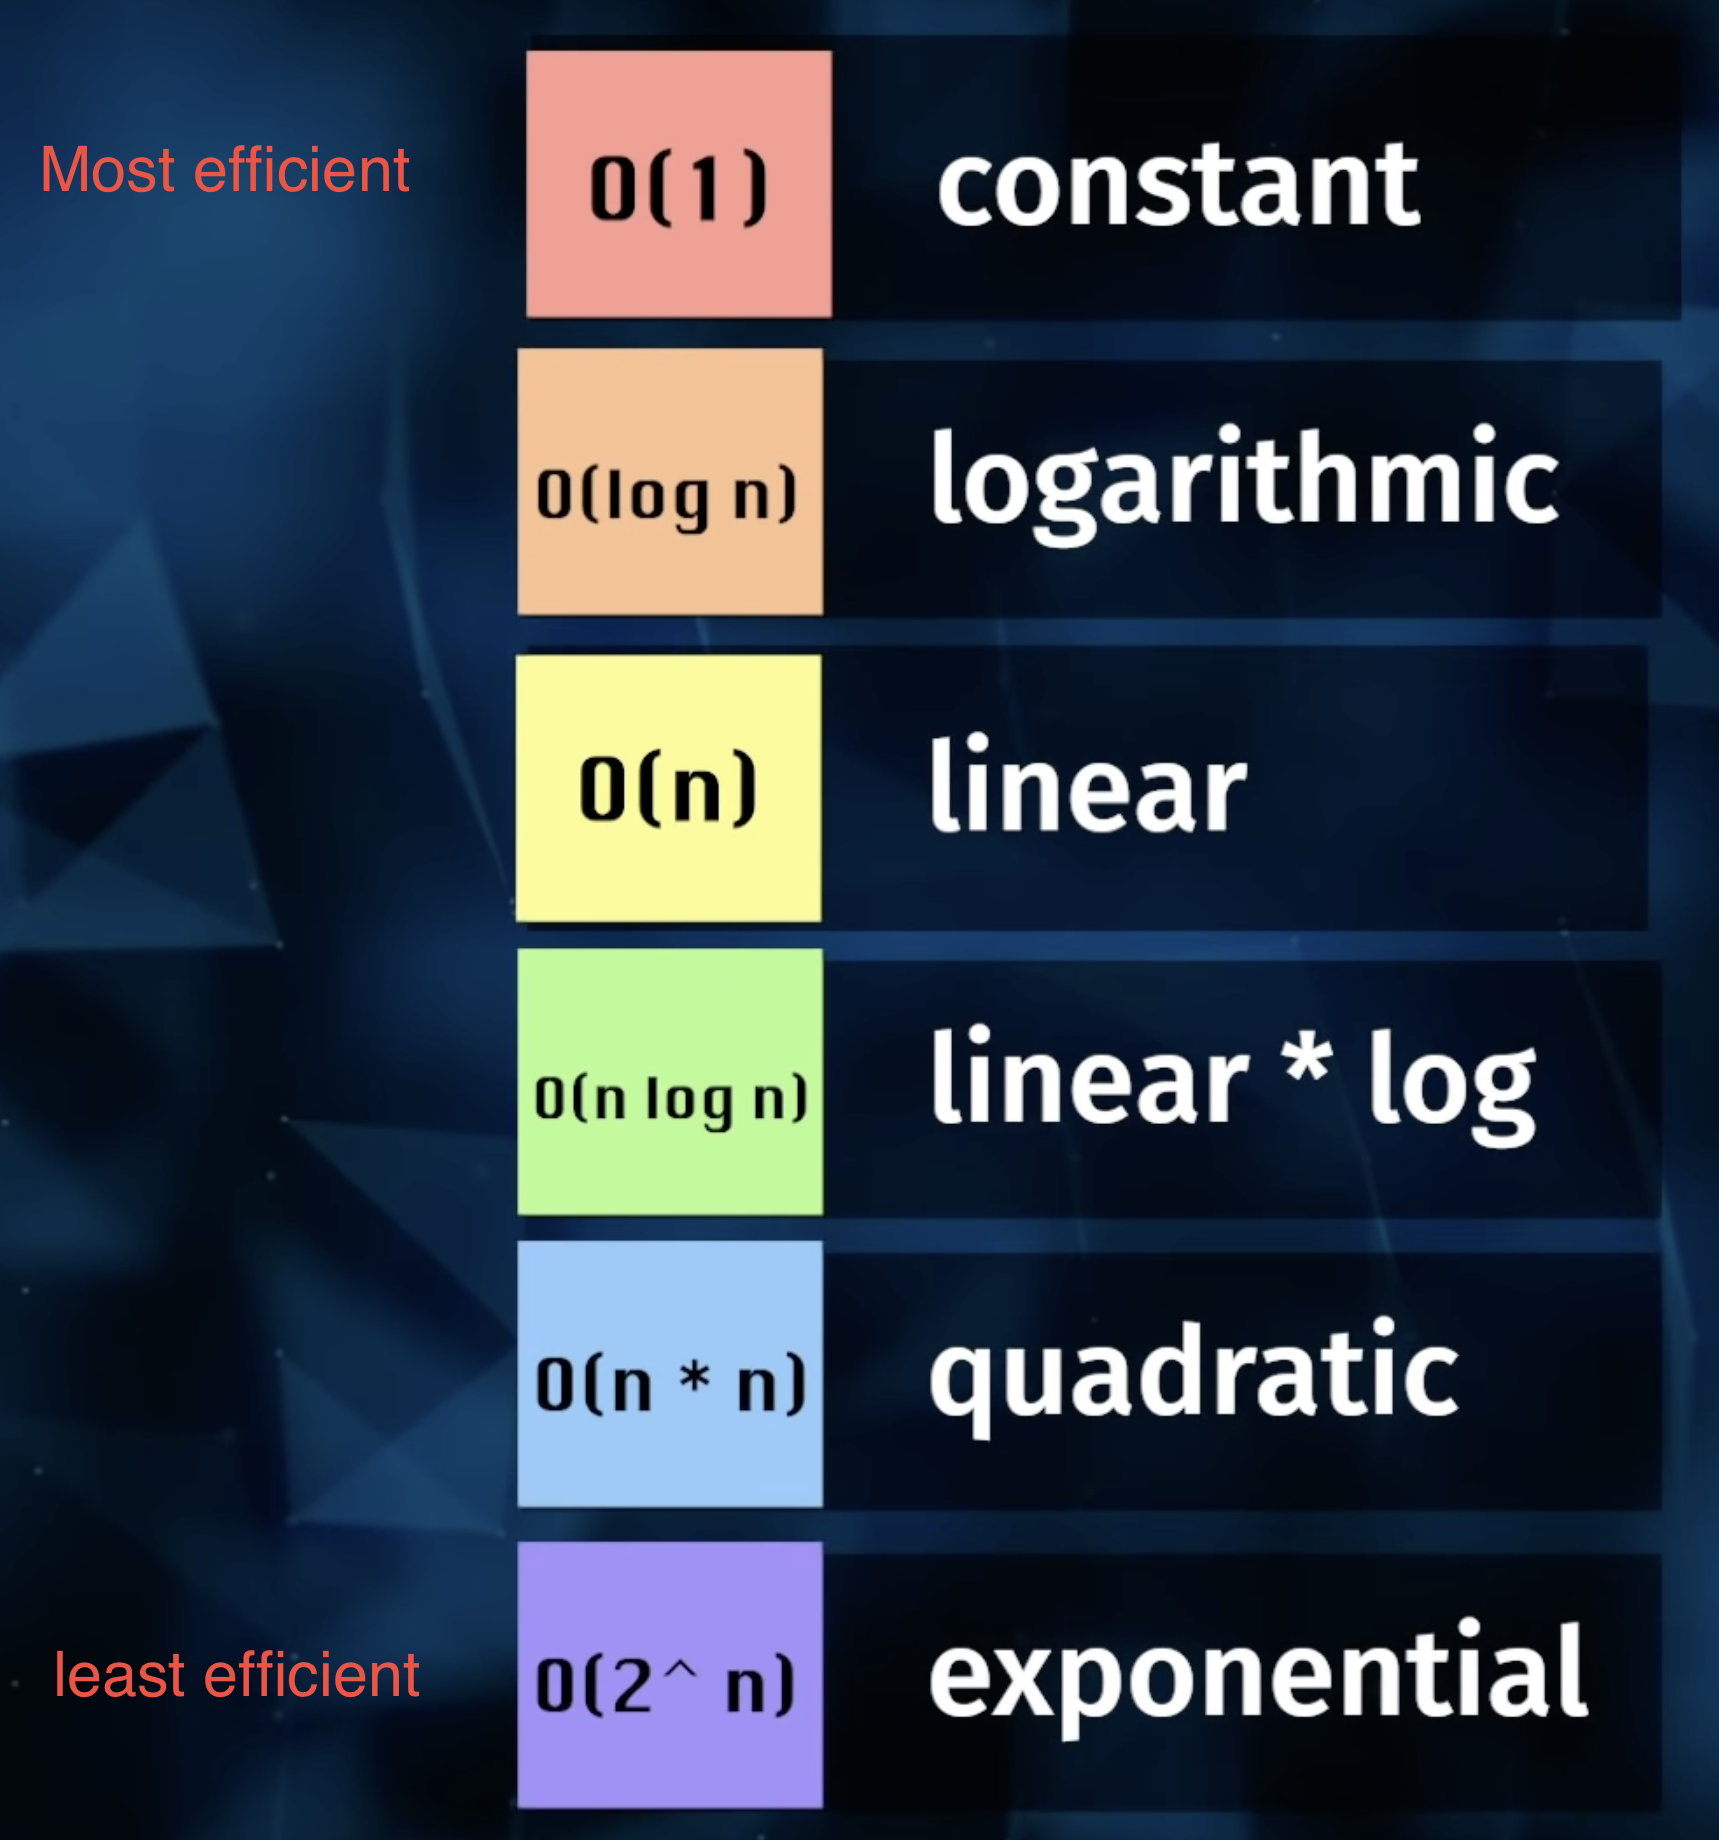 Most efficient
O(1) constant
O(log n) logarithmic
O(n) linear
O(n log n) linear * log
O(n * n) quadratic
least efficient
O(2^ n) exponential